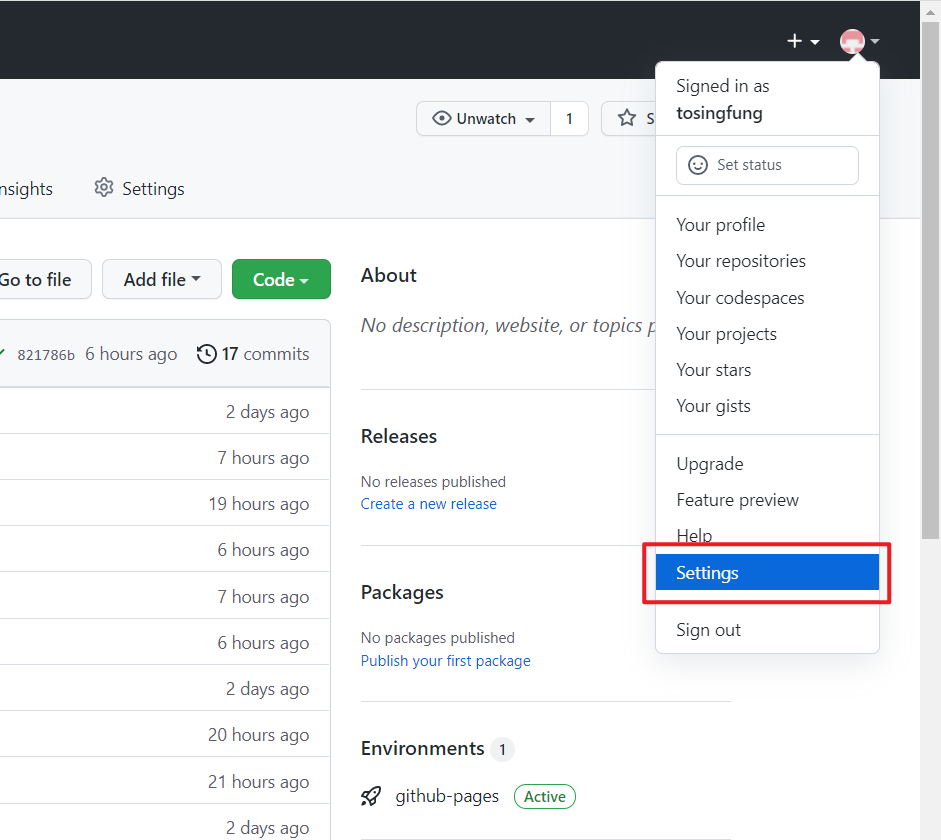 Signed in as
tosingfung
Set status
Your profile
Your repositories
Your codespaces
Your projects
Your stars
Your gists
Upgrade
Feature preview
Help
Settings
Sign out
Unwatch 1
S
nsights Settings
Go to file Add file Code
821786b 6 hours ago 17 commits
2 days ago
7 hours ago
19 hours ago
6 hours ago
7 hours ago
6 hours ago
2 days ago
20 hours ago
21 hours ago
2 days ago
About
No description, website, or topics p
Releases
No releases published
Create a new release
Packages
No packages published
Publish your first package
Environments 1
github-pages Active